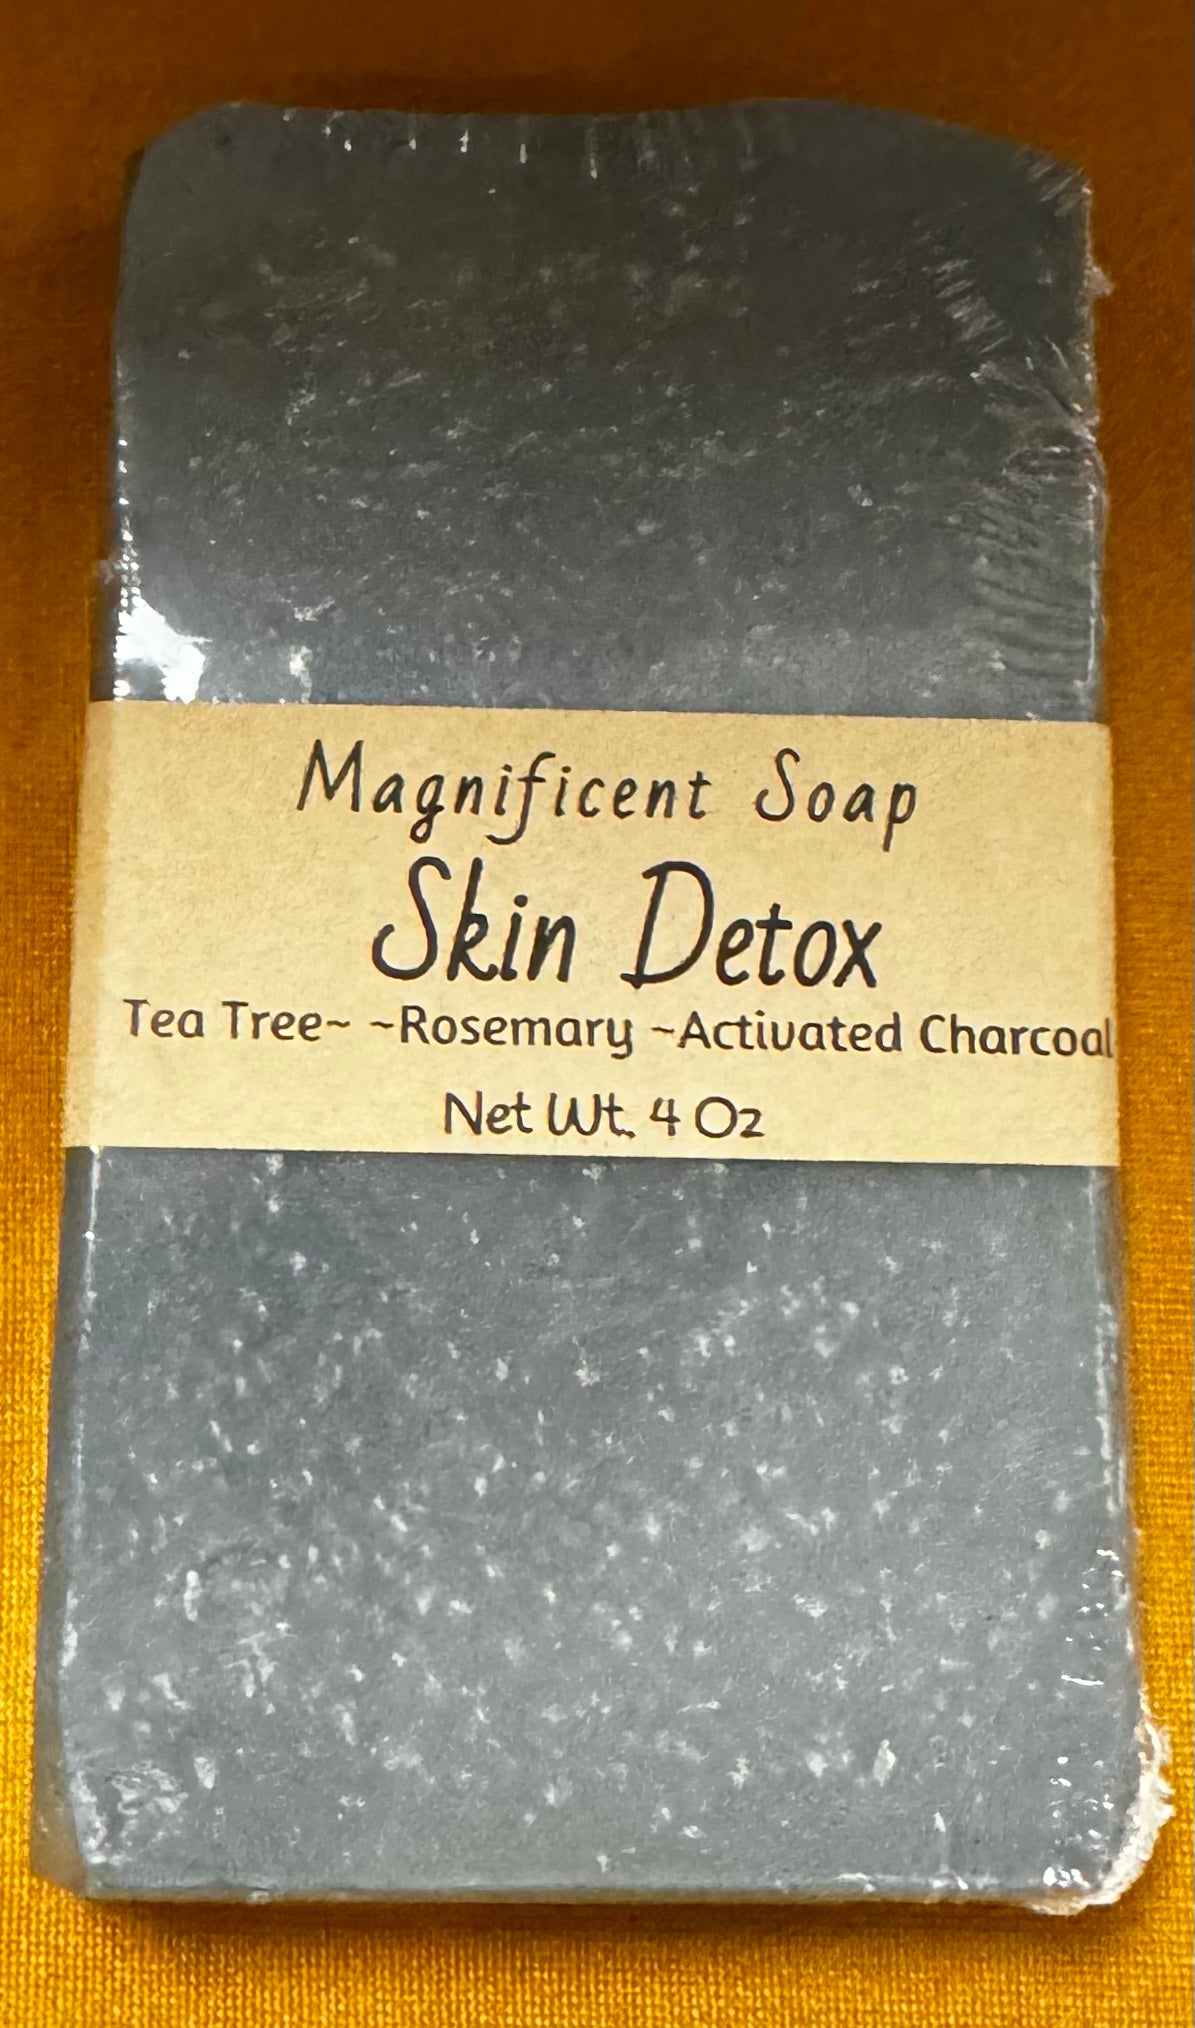 Magnificent Soap
Skin Detox
Tea Tree~ ~Rosemary ~Activated Charcoal
Net Wt. 4 Oz